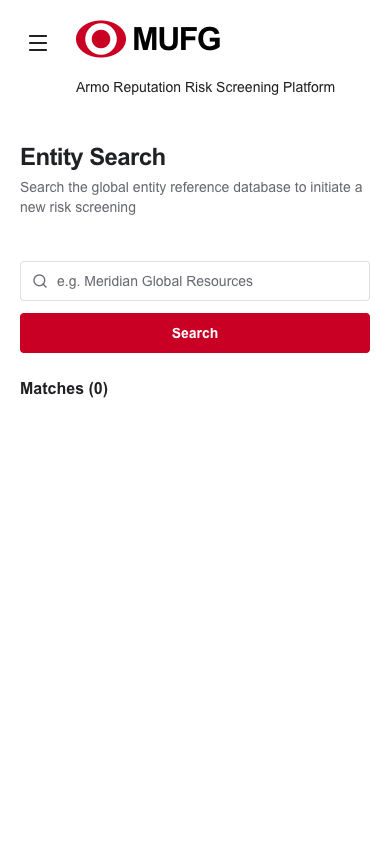 MUFG
Armo Reputation Risk Screening Platform
Entity Search
Search the global entity reference database to initiate a
new risk screening
e.g. Meridian Global Resources
Search
Matches (0)